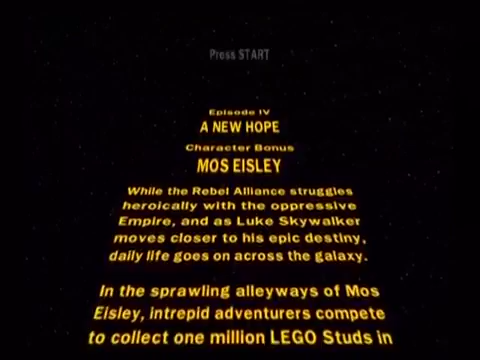 Press START
Episode IV
A NEW HOPE
Character Bonus
MOS EISLEY
While the Rebel Alliance struggles
heroically with the oppressive
Empire, and as Luke Skywalker
moves closer to his epic destiny,
daily life goes on across the galaxy.
In the sprawling alleyways of Mos
Eisley, intrepid adventurers compete
to collect one million LEGO Studs in